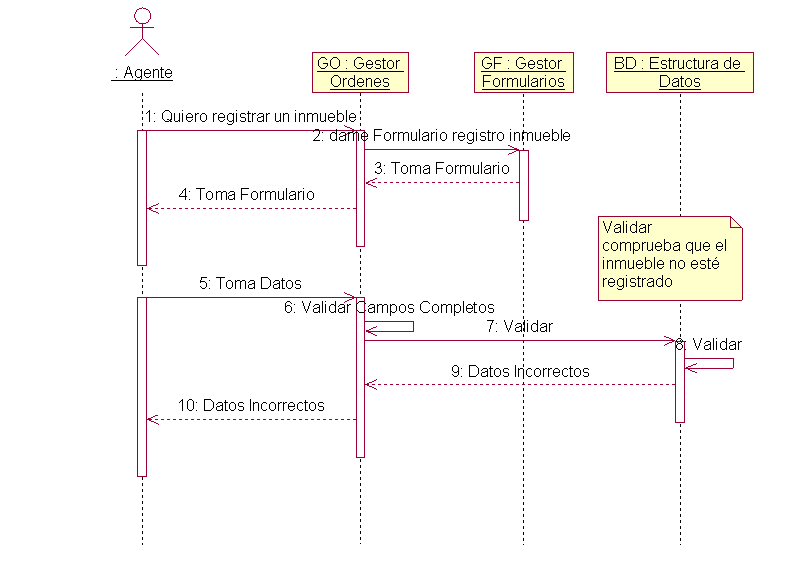 : Agente
GO : Gestor
Ordenes
GF : Gestor
Formularios
BD : Estructura de
Datos
1: Quiero registrar un inmueble
2: dame Formulario registro inmueble
3: Toma Formulario
4: Toma Formulario
Validar
comprueba que el
inmueble no esté
registrado
5: Toma Datos
6: Validar Campos Completos
7: Validar
8: Validar
9: Datos Incorrectos
10: Datos Incorrectos